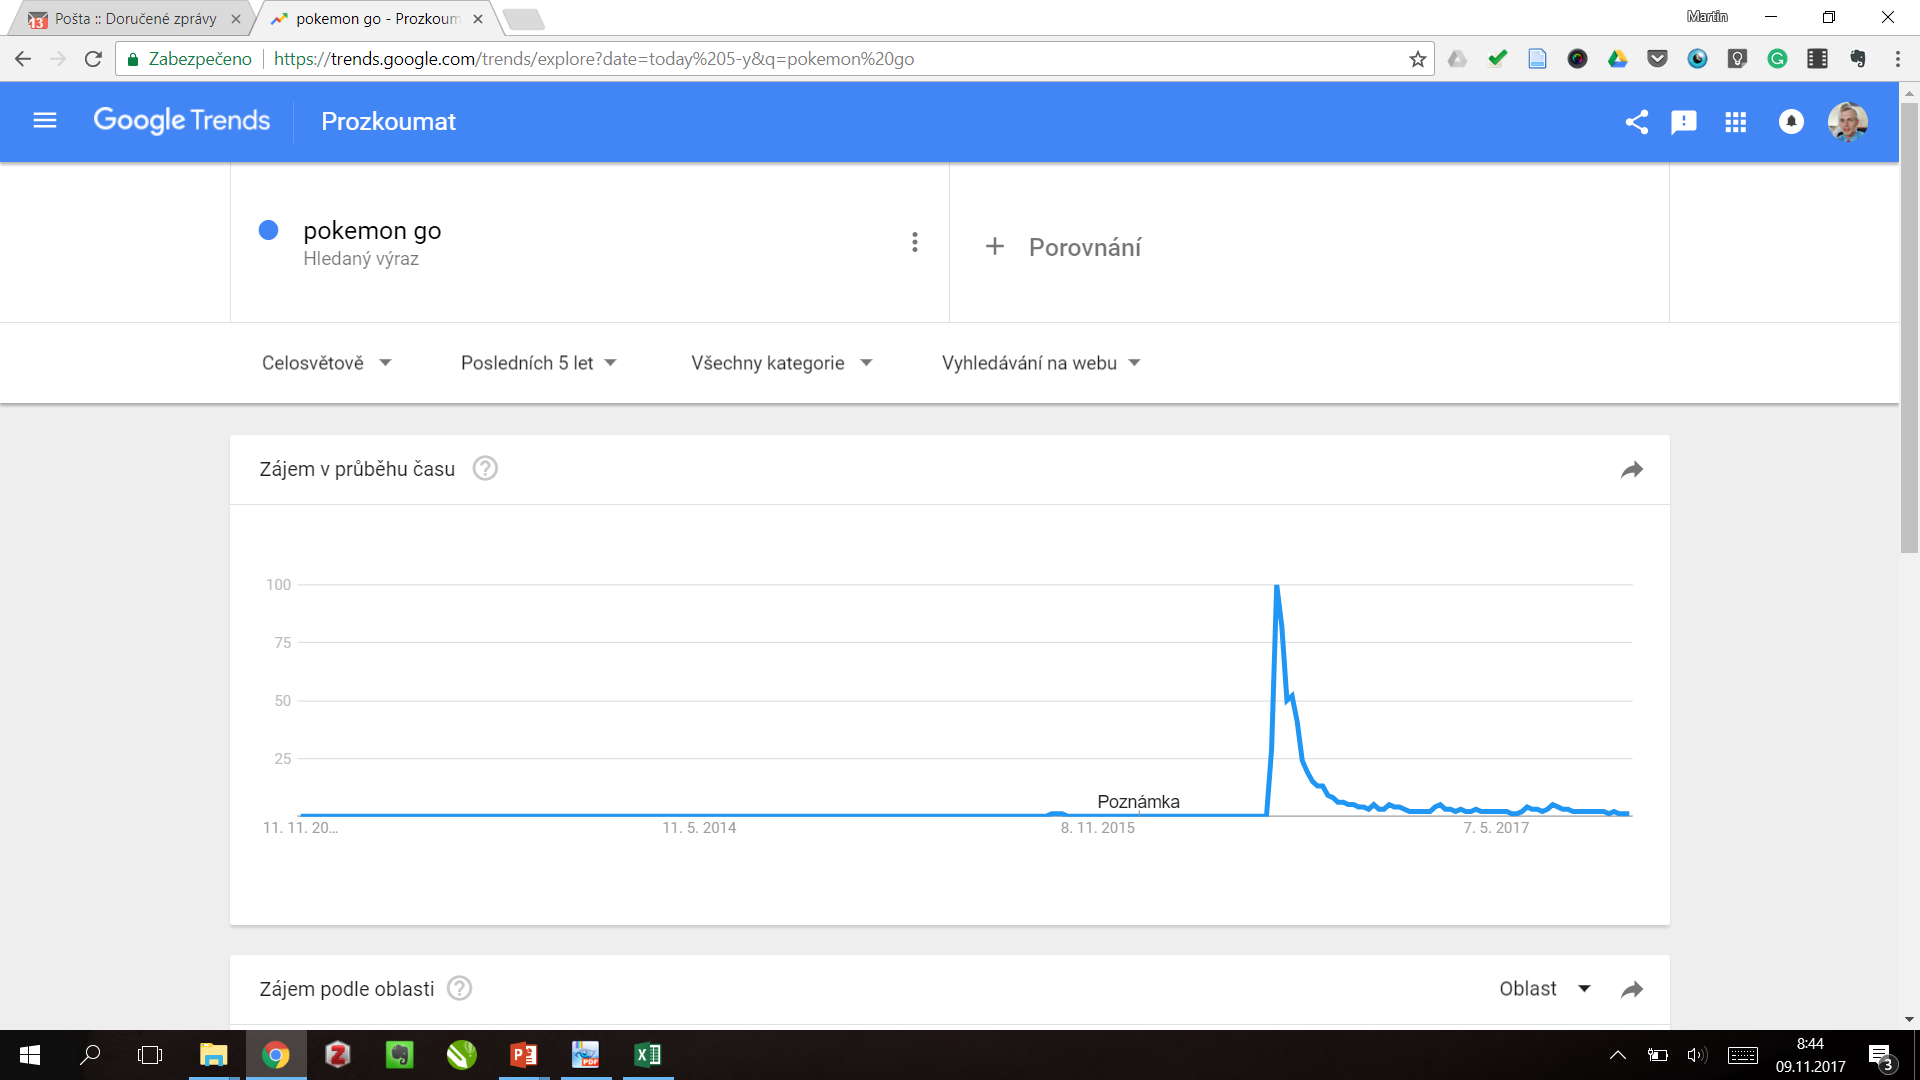 13 Pošta :: Doručené zprávy
pokemon go - Prozkoum
Martin
Zabezpečeno
https://trends.google.com/trends/explore?date=today%205-y&q=pokemon%20go
Google Trends
Prozkoumat
pokemon go
Hledaný výraz
+ Porovnání
Celosvětově
Posledních 5 let
Všechny kategorie
Vyhledávání na webu
Zájem v průběhu času ?
100
75
50
25
Poznámka
11. 11. 20...
11. 5. 2014
8. 11. 2015
7. 5. 2017
Zájem podle oblasti ?
Oblast
8:44
09.11.2017
3